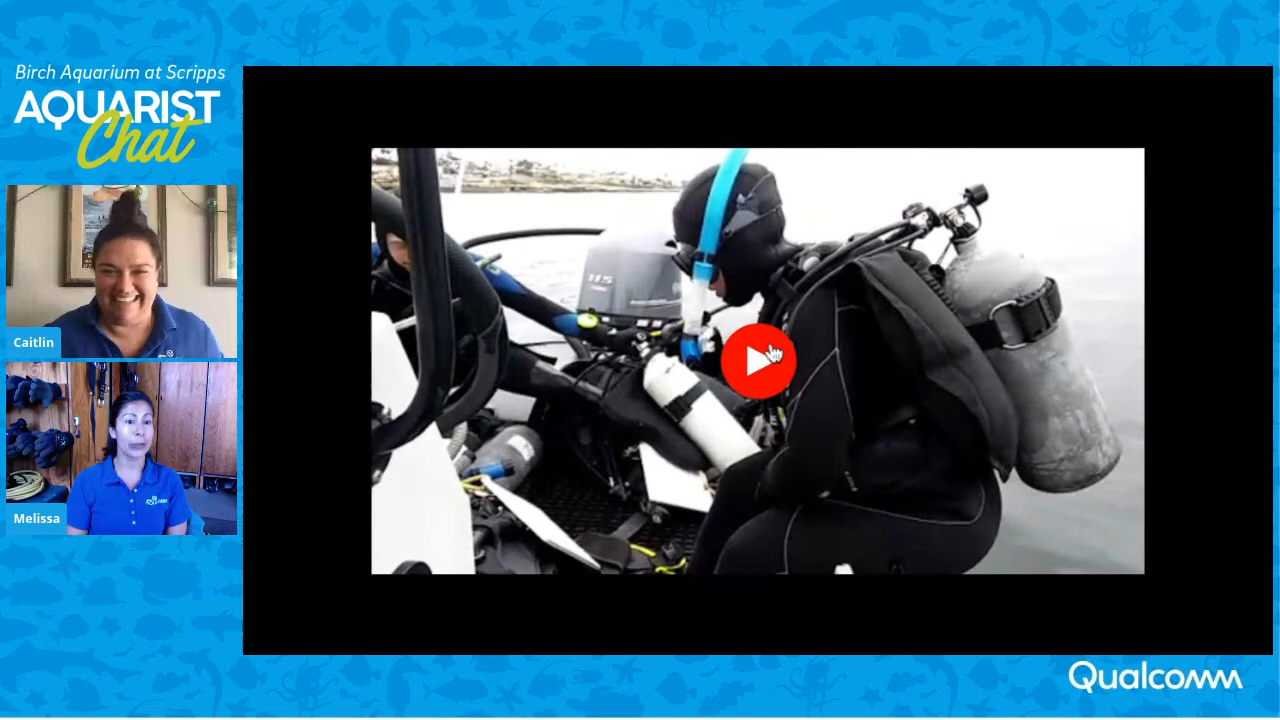 Birch Aquarium at Scripps
AQUARIST
Chat
Caitlin
Melissa
115
Qualcomm